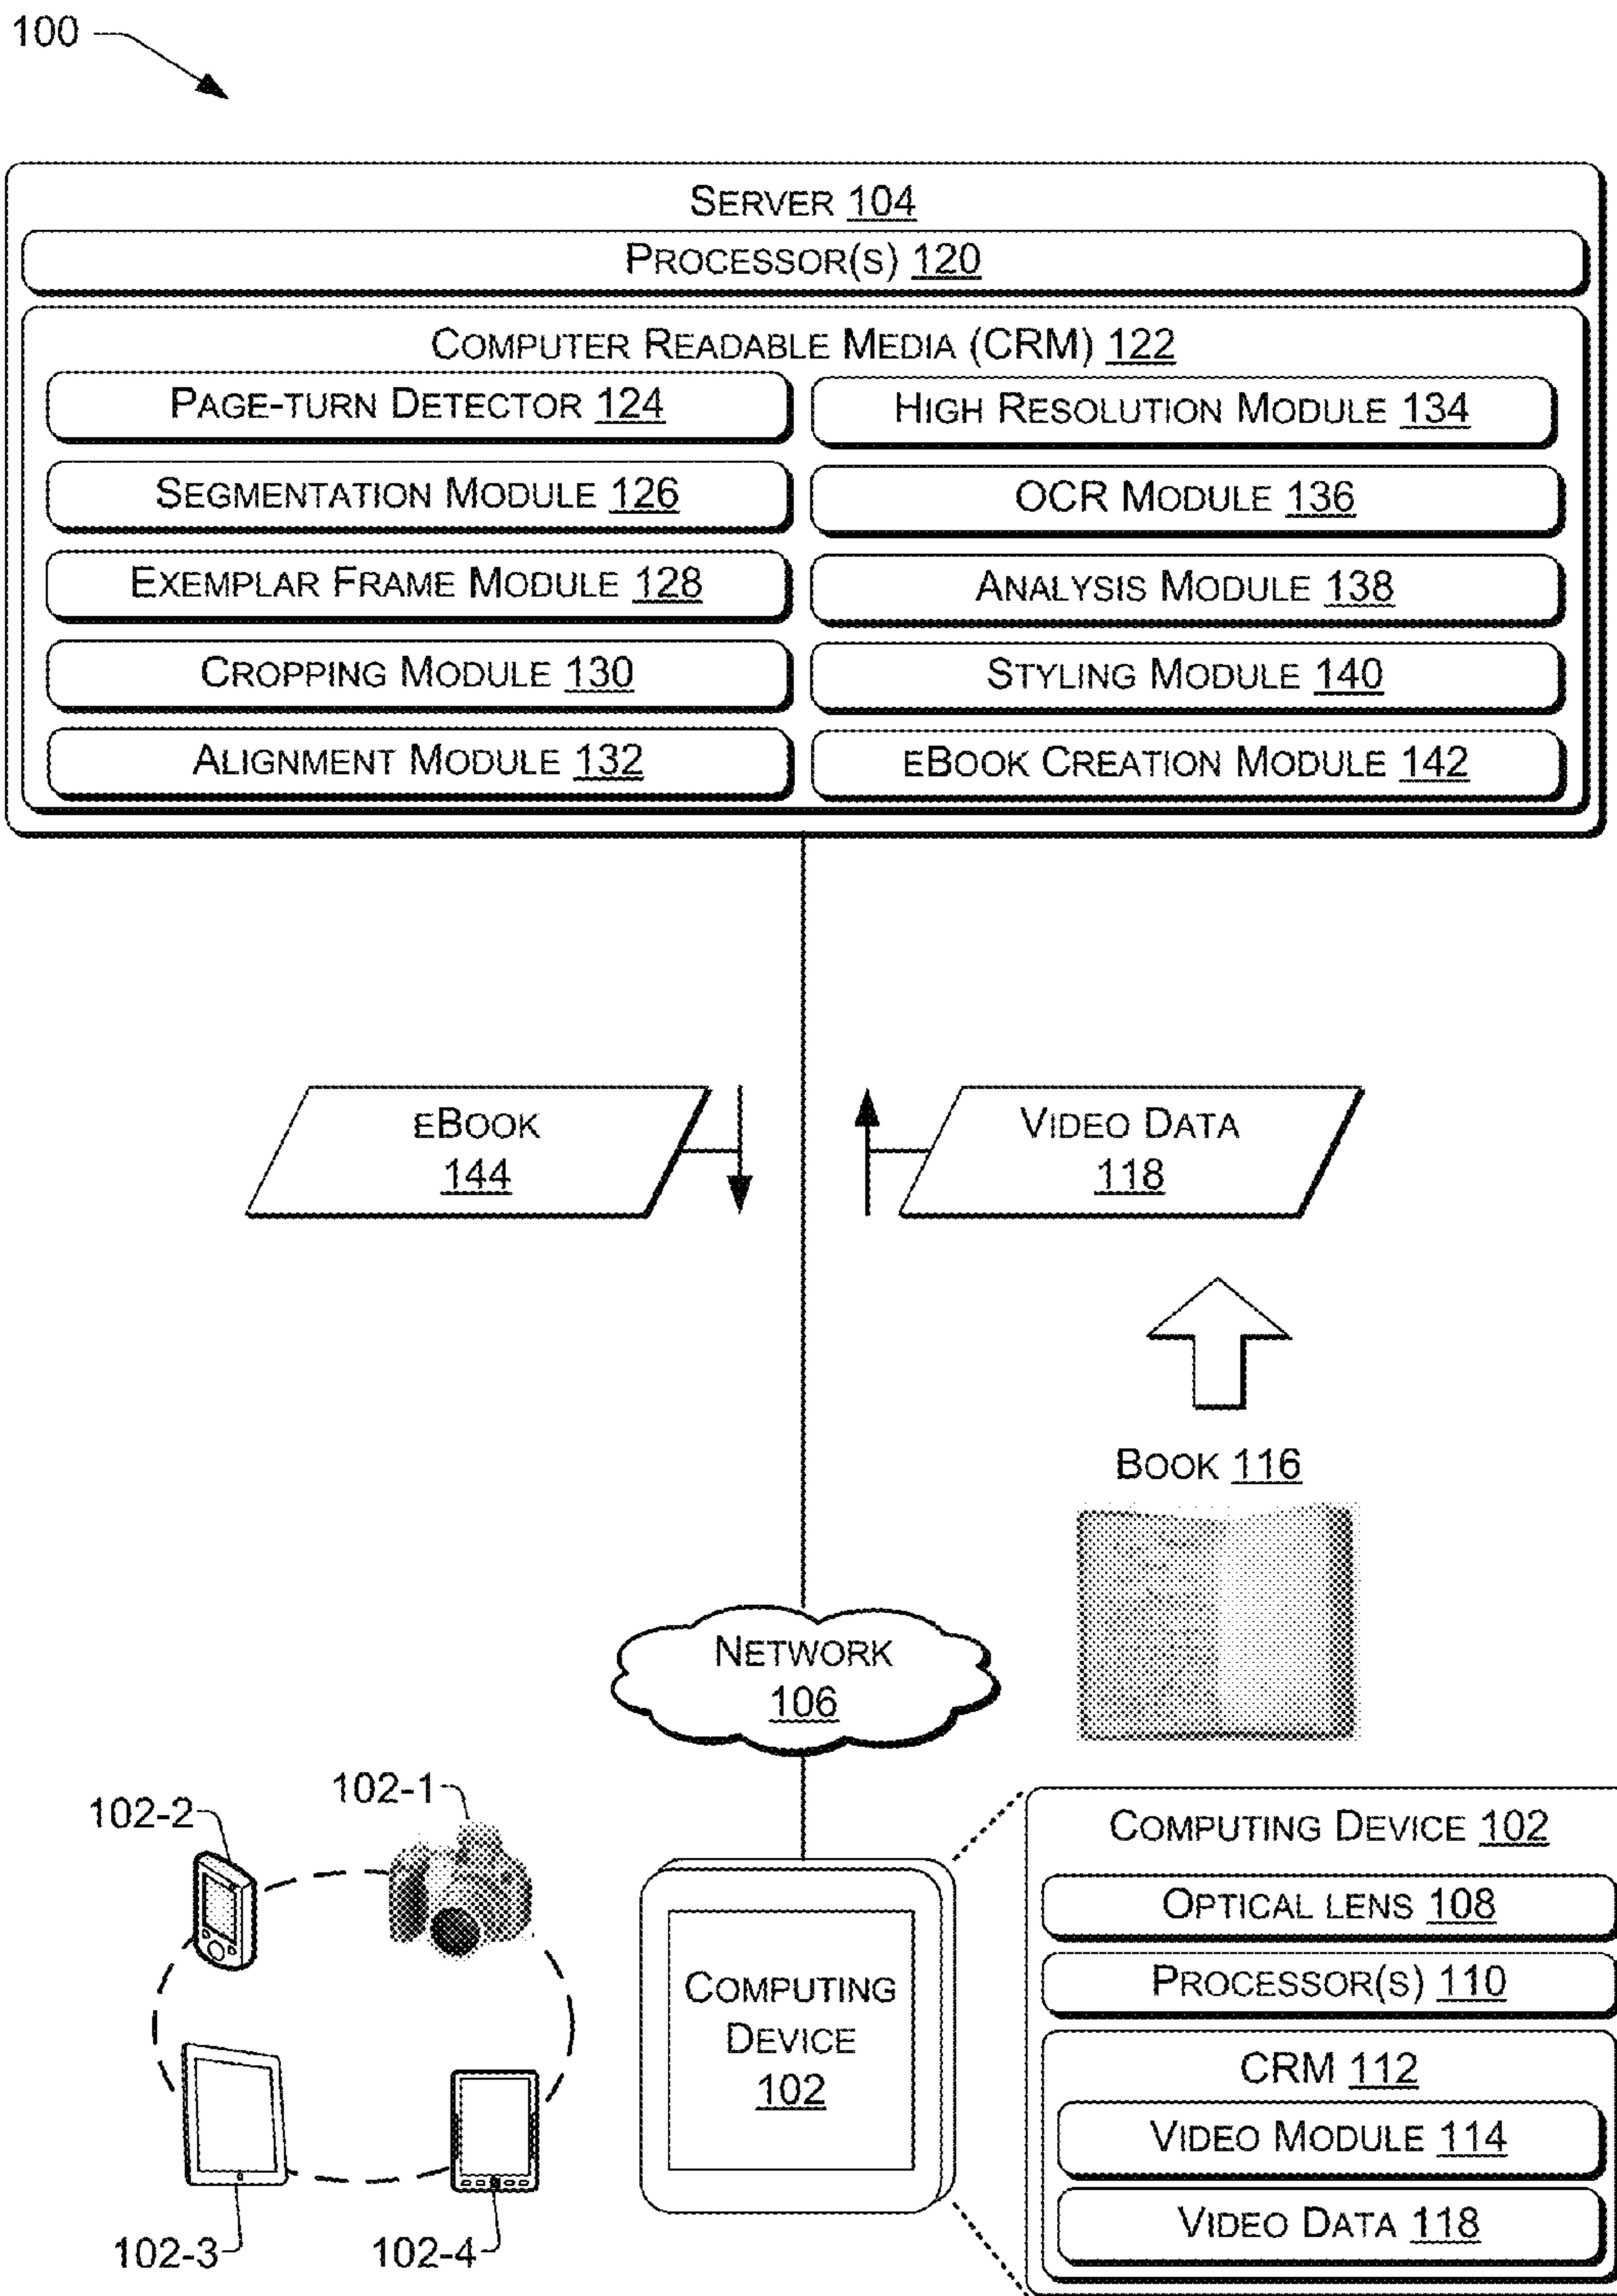 100
SERVER 104
PROCESSOR(S) 120
COMPUTER READABLE MEDIA (CRM) 122
PAGE-TURN DETECTOR 124
HIGH RESOLUTION MODULE 134
SEGMENTATION MODULE 126
OCR MODULE 136
EXEMPLAR FRAME MODULE 128
ANALYSIS MODULE 138
CROPPING MODULE 130
STYLING MODULE 140
ALIGNMENT MODULE 132
EBOOK CREATION MODULE 142
EBOOK
144
VIDEO DATA
118
BOOK 116
NETWORK
106
102-1
102-2
102-3
102-4
COMPUTING
DEVICE
102
COMPUTING DEVICE 102
OPTICAL LENS 108
PROCESSOR(S) 110
CRM 112
VIDEO MODULE 114
VIDEO DATA 118